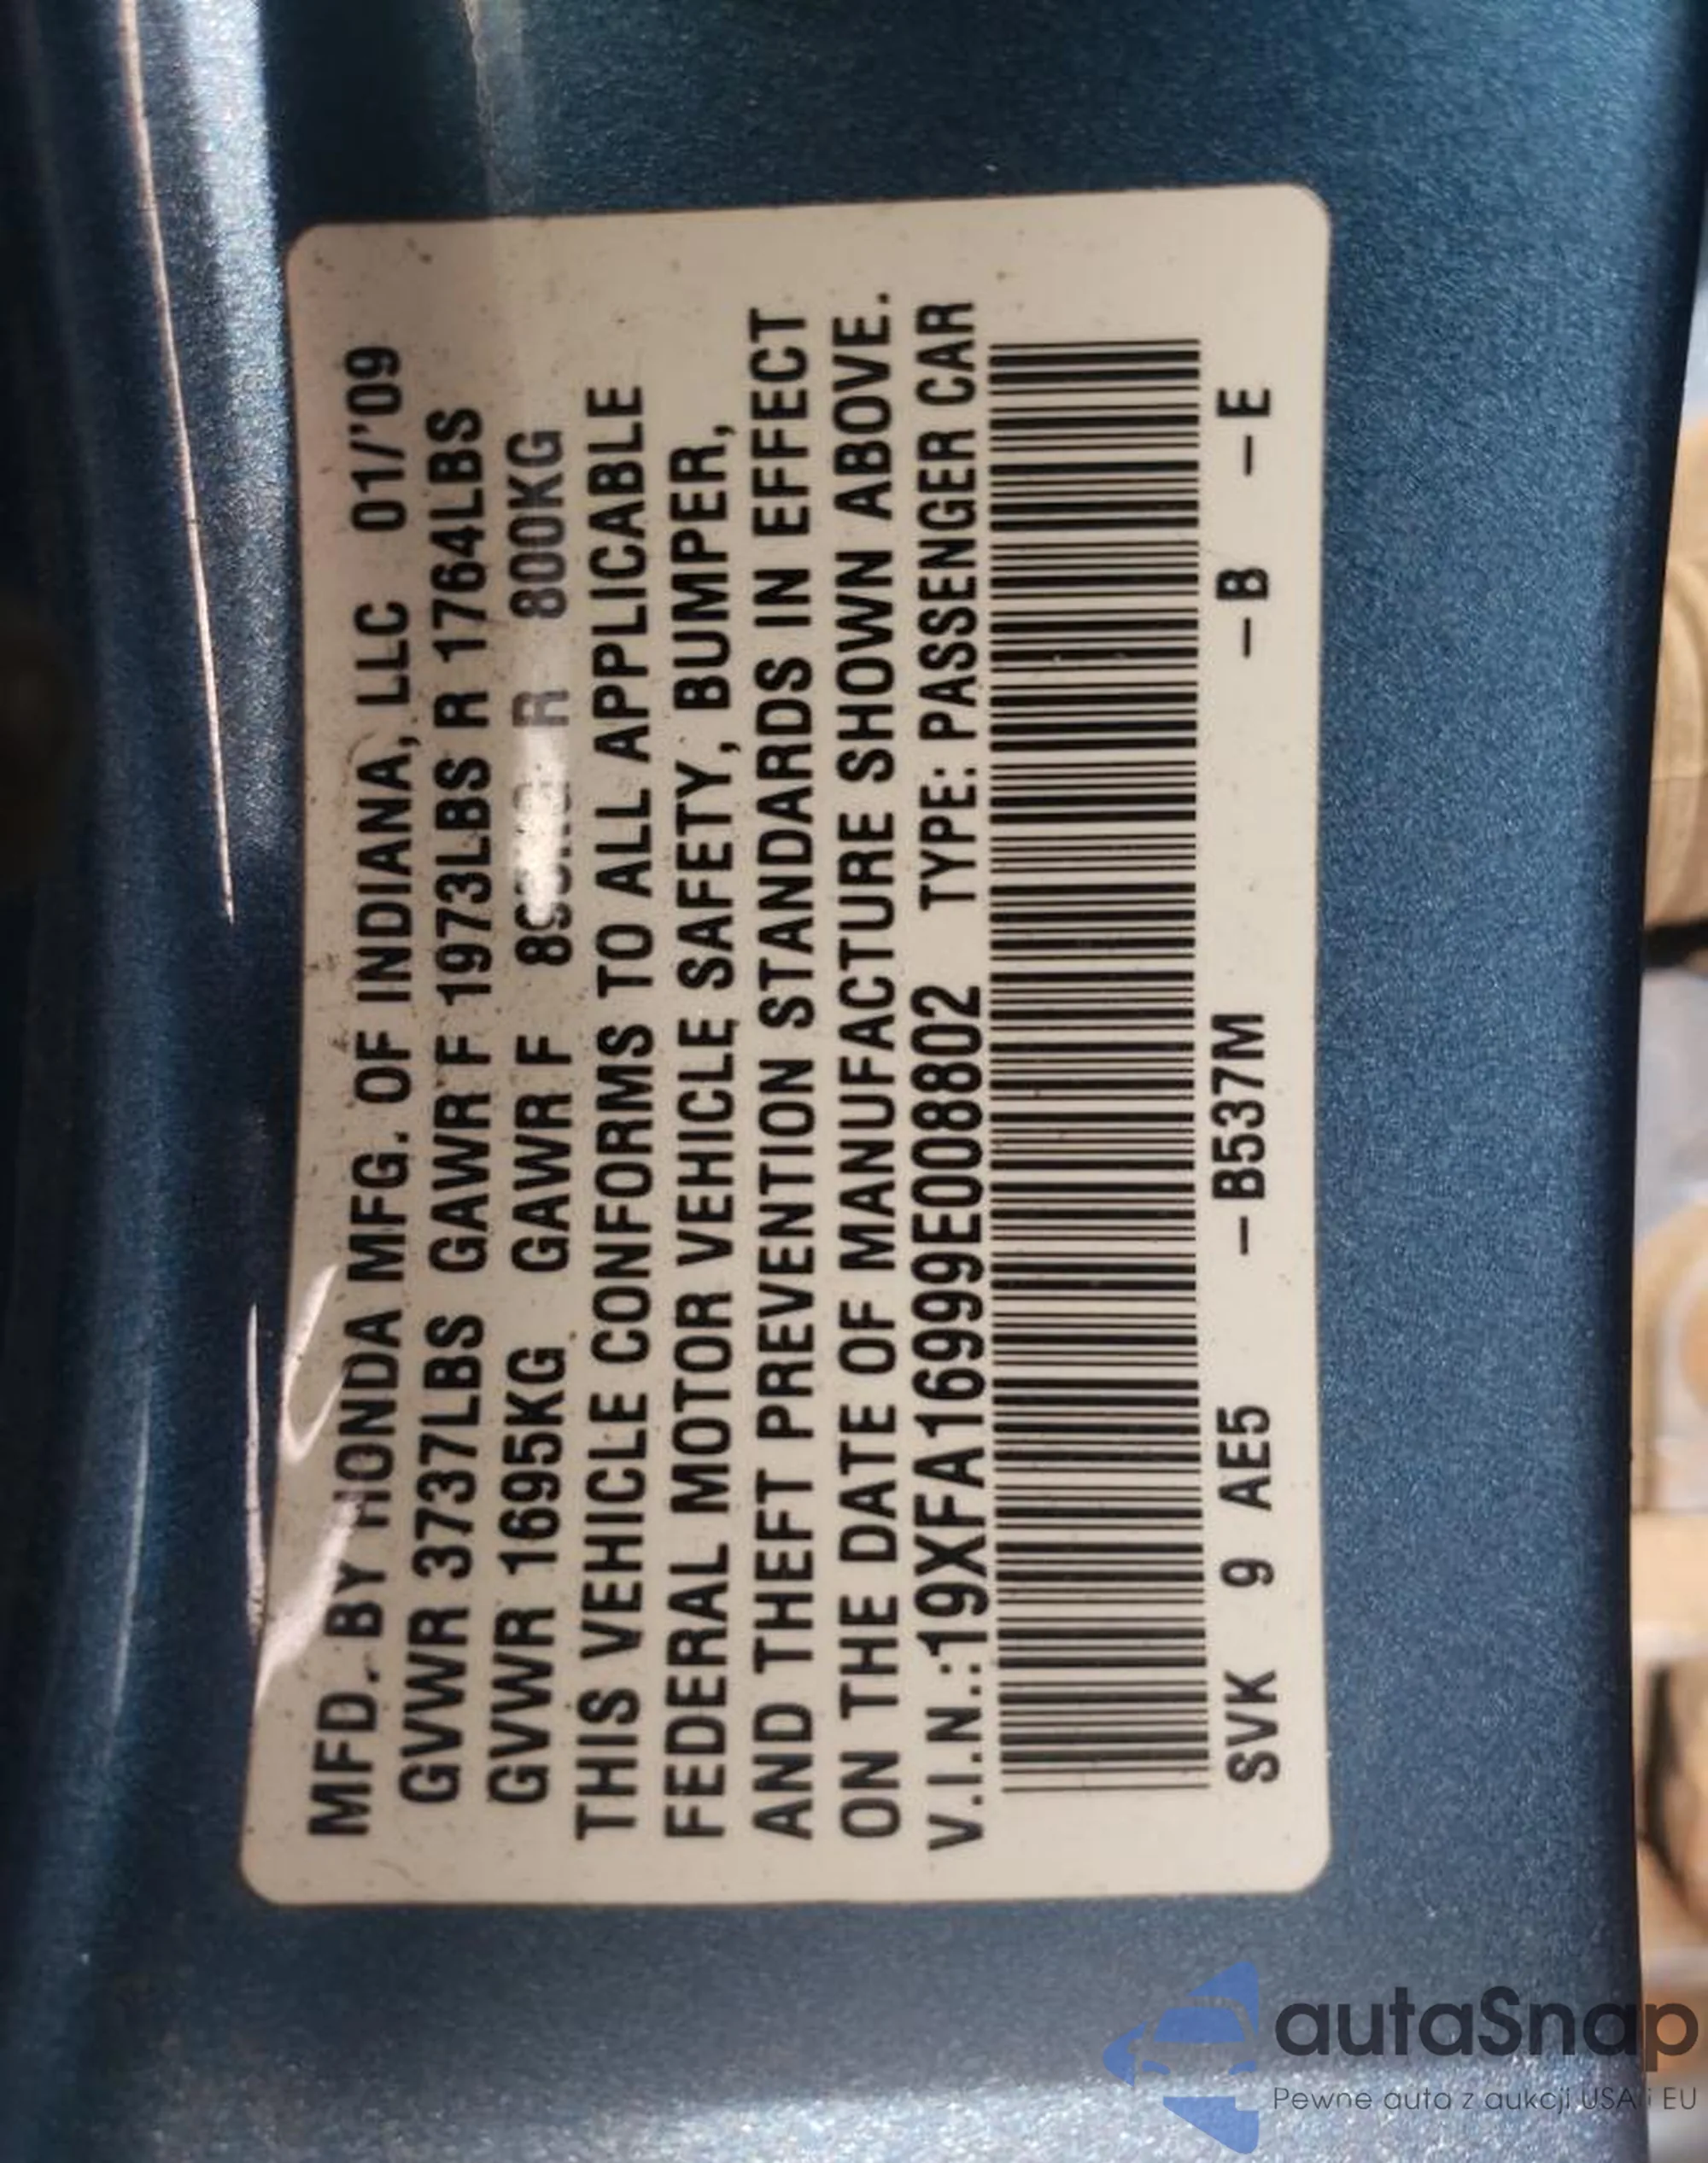 MFD. BY HONDA MFG. OF INDIANA, LLC 01/'09
GVWR 3737LBS GAWR F 1973LBS R 1764LBS
GVWR 1695KG GAWR F R 800KG
THIS VEHICLE CONFORMS TO ALL APPLICABLE
FEDERAL MOTOR VEHICLE SAFETY, BUMPER,
AND THEFT PREVENTION STANDARDS IN EFFECT
ON THE DATE OF MANUFACTURE SHOWN ABOVE.
V.I.N.:19XFA16999E008802 TYPE: PASSENGER CAR
SVK 9 AE5 –B537M –B –E
autaSnap
Pewne auta z aukcji USA i EU